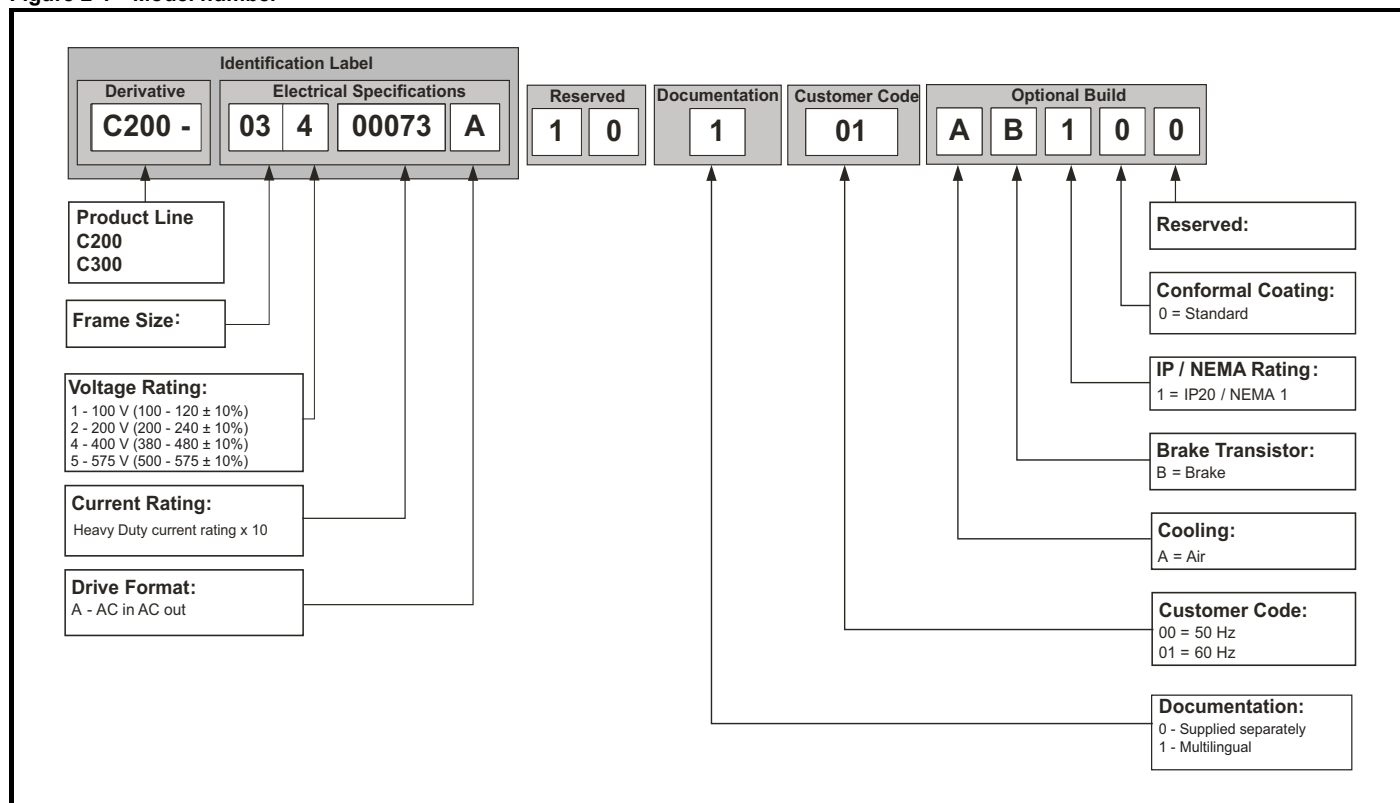 Identification Label
Derivative
Electrical Specifications
Reserved
Documentation
Customer Code
Optional Build
C200 -
03 4 00073 A
1 0
1
01
A B 1 0 0
Product Line
C200
C300
Frame Size:
Voltage Rating:
1 - 100 V (100 - 120 ± 10%)
2 - 200 V (200 - 240 ± 10%)
4 - 400 V (380 - 480 ± 10%)
5 - 575 V (500 - 575 ± 10%)
Current Rating:
Heavy Duty current rating x 10
Drive Format:
A - AC in AC out
Reserved:
Conformal Coating:
0 = Standard
IP / NEMA Rating:
1 = IP20 / NEMA 1
Brake Transistor:
B = Brake
Cooling:
A = Air
Customer Code:
00 = 50 Hz
01 = 60 Hz
Documentation:
0 - Supplied separately
1 - Multilingual